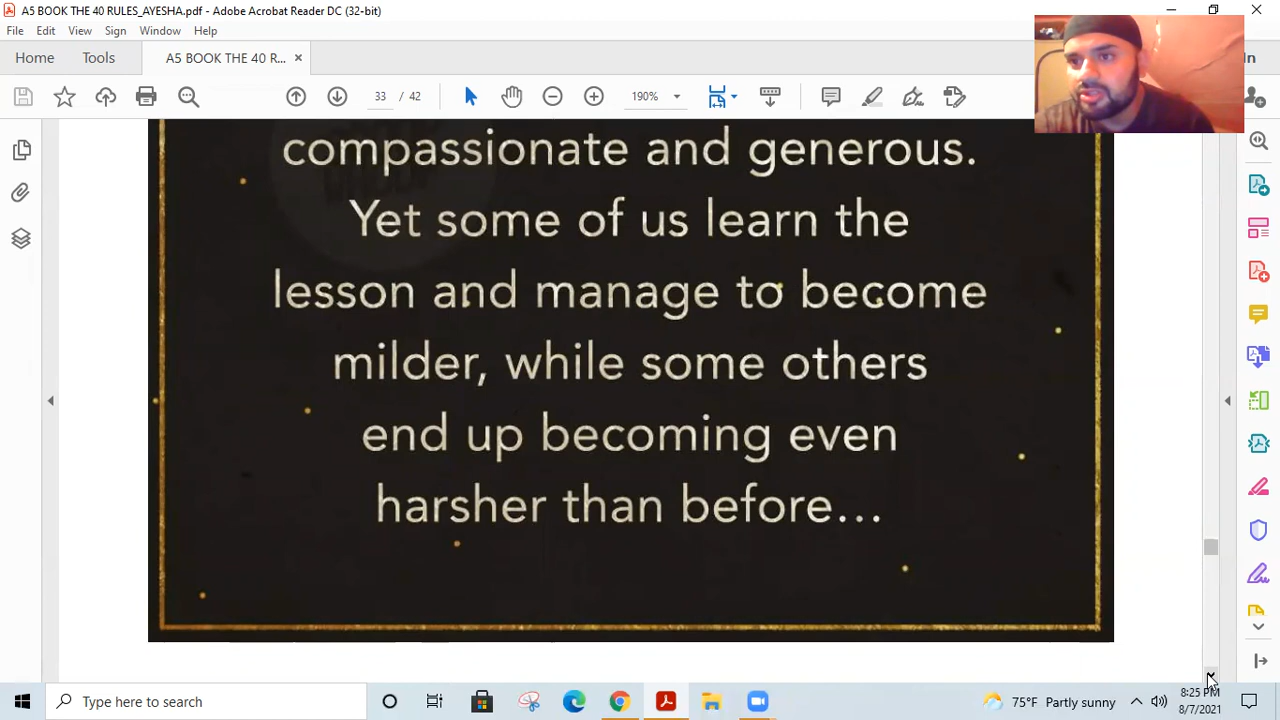 A5 BOOK THE 40 RULES_AYESHA.pdf - Adobe Acrobat Reader DC (32-bit)
File Edit View Sign Window Help
Home Tools A5 BOOK THE 40 R... In
33 / 42 190%
compassionate and generous.
Yet some of us learn the
lesson and manage to become
milder, while some others
end up becoming even
harsher than before...
Type here to search
75°F Partly sunny
8:25 PM
8/7/2021